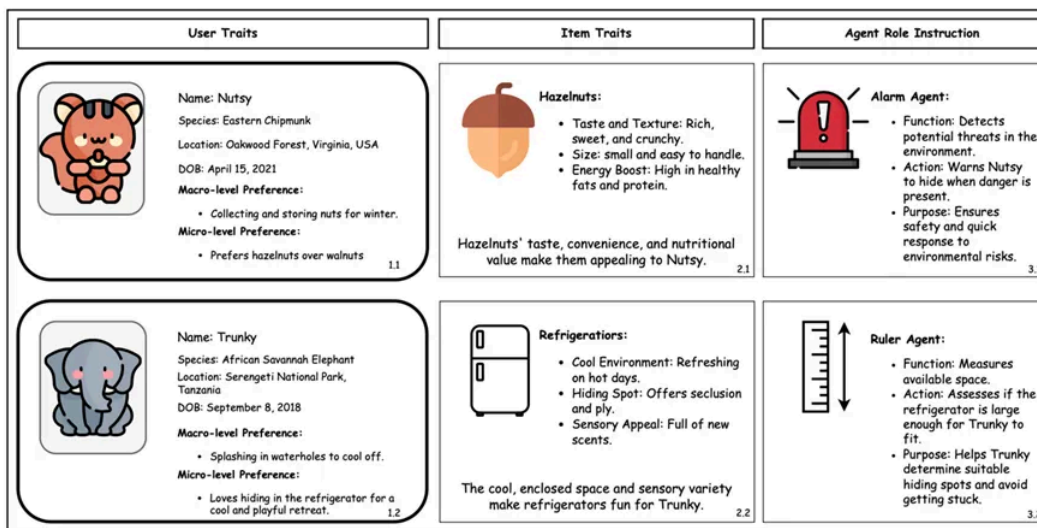 User Traits
Item Traits
Agent Role Instruction
Name: Nutsy
Species: Eastern Chipmunk
Location: Oakwood Forest, Virginia, USA
DOB: April 15, 2021
Macro-level Preference:
• Collecting and storing nuts for winter.
Micro-level Preference:
• Prefers hazelnuts over walnuts
1.1
Hazelnuts:
• Taste and Texture: Rich,
sweet, and crunchy.
• Size: small and easy to handle.
• Energy Boost: High in healthy
fats and protein.
Hazelnuts' taste, convenience, and nutritional
value make them appealing to Nutsy.
2.1
Alarm Agent:
• Function: Detects
potential threats in the
environment.
• Action: Warns Nutsy
to hide when danger is
present.
• Purpose: Ensures
safety and quick
response to
environmental risks.
Name: Trunky
Species: African Savannah Elephant
Location: Serengeti National Park,
Tanzania
DOB: September 8, 2018
Macro-level Preference:
• Splashing in waterholes to cool off.
Micro-level Preference:
• Loves hiding in the refrigerator for a
cool and playful retreat.
1.2
Refrigeratiors:
• Cool Environment: Refreshing
on hot days.
• Hiding Spot: Offers seclusion
and ply.
• Sensory Appeal: Full of new
scents.
The cool, enclosed space and sensory variety
make refrigerators fun for Trunky.
2.2
Ruler Agent:
• Function: Measures
available space.
• Action: Assesses if the
refrigerator is large
enough for Trunky to
fit.
• Purpose: Helps Trunky
determine suitable
hiding spots and avoid
getting stuck.